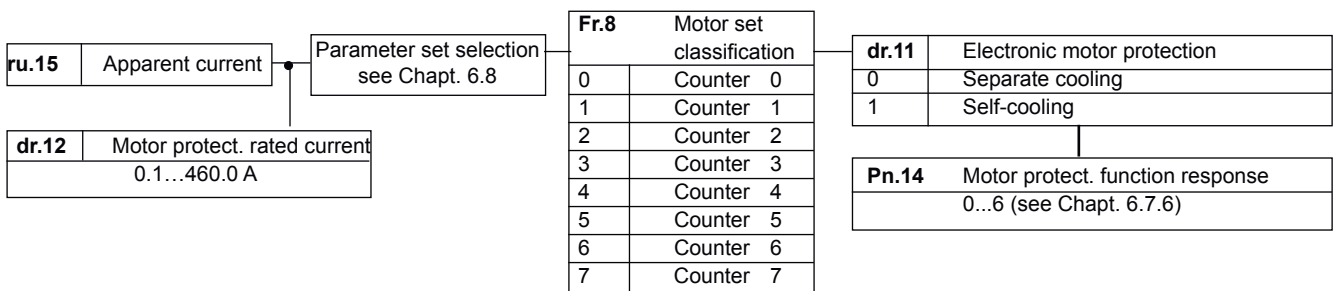 ru.15 Apparent current
dr.12 Motor protect. rated current
0.1...460.0 A
Parameter set selection
see Chapt. 6.8
Fr.8 Motor set
classification
0 Counter 0
1 Counter 1
2 Counter 2
3 Counter 3
4 Counter 4
5 Counter 5
6 Counter 6
7 Counter 7
dr.11 Electronic motor protection
0 Separate cooling
1 Self-cooling
Pn.14 Motor protect. function response
0...6 (see Chapt. 6.7.6)